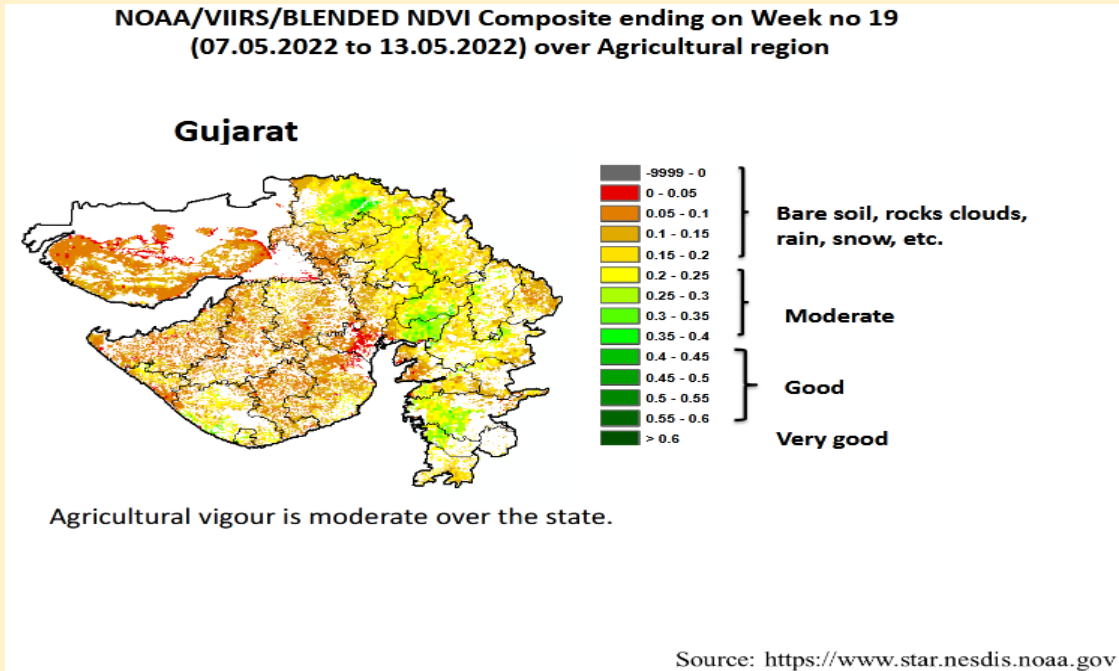 NOAA/VIIRS/BLENDED NDVI Composite ending on Week no 19
(07.05.2022 to 13.05.2022) over Agricultural region
Gujarat
-9999 - 0
0 - 0.05
0.05 - 0.1
0.1 - 0.15
0.15 - 0.2
0.2 - 0.25
0.25 - 0.3
0.3 - 0.35
0.35 - 0.4
0.4 - 0.45
0.45 - 0.5
0.5 - 0.55
0.55 - 0.6
> 0.6
Bare soil, rocks clouds,
rain, snow, etc.
Moderate
Good
Very good
Agricultural vigour is moderate over the state.
Source: https://www.star.nesdis.noaa.gov